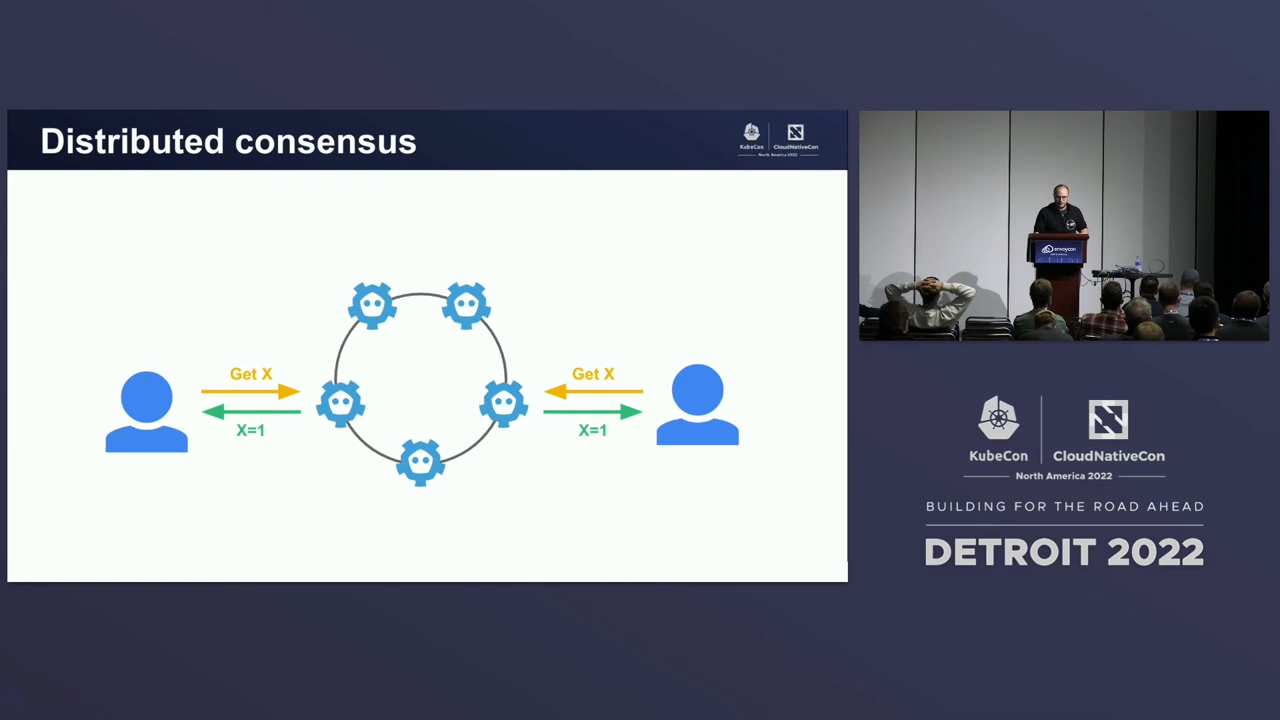 Distributed consensus
KubeCon
CloudNativeCon
North America 2022
Get X
X=1
Get X
X=1
envoycon
KubeCon
CloudNativeCon
North America 2022
BUILDING FOR THE ROAD AHEAD
DETROIT 2022